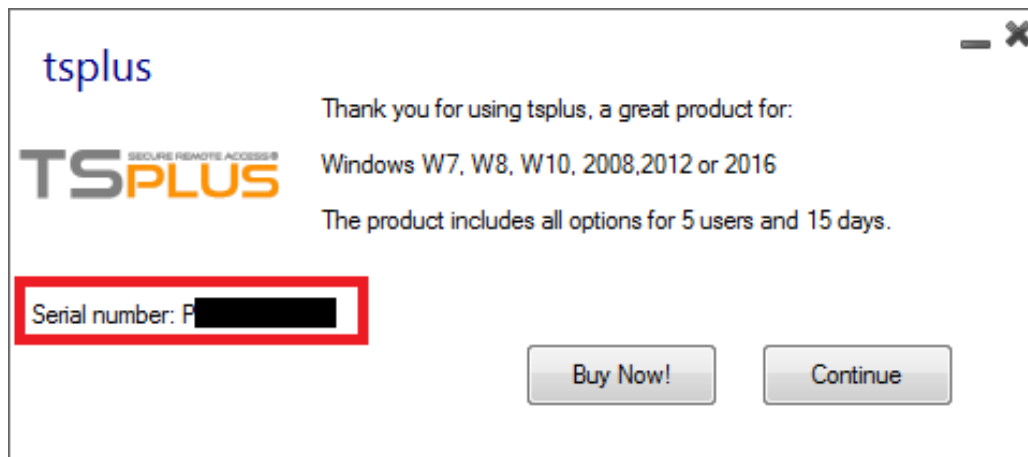 tsplus
Thank you for using tsplus, a great product for:
SECURE REMOTE ACCESS®
TSPLUS
Windows W7, W8, W10, 2008,2012 or 2016
The product includes all options for 5 users and 15 days.
Serial number: P
Buy Now!
Continue